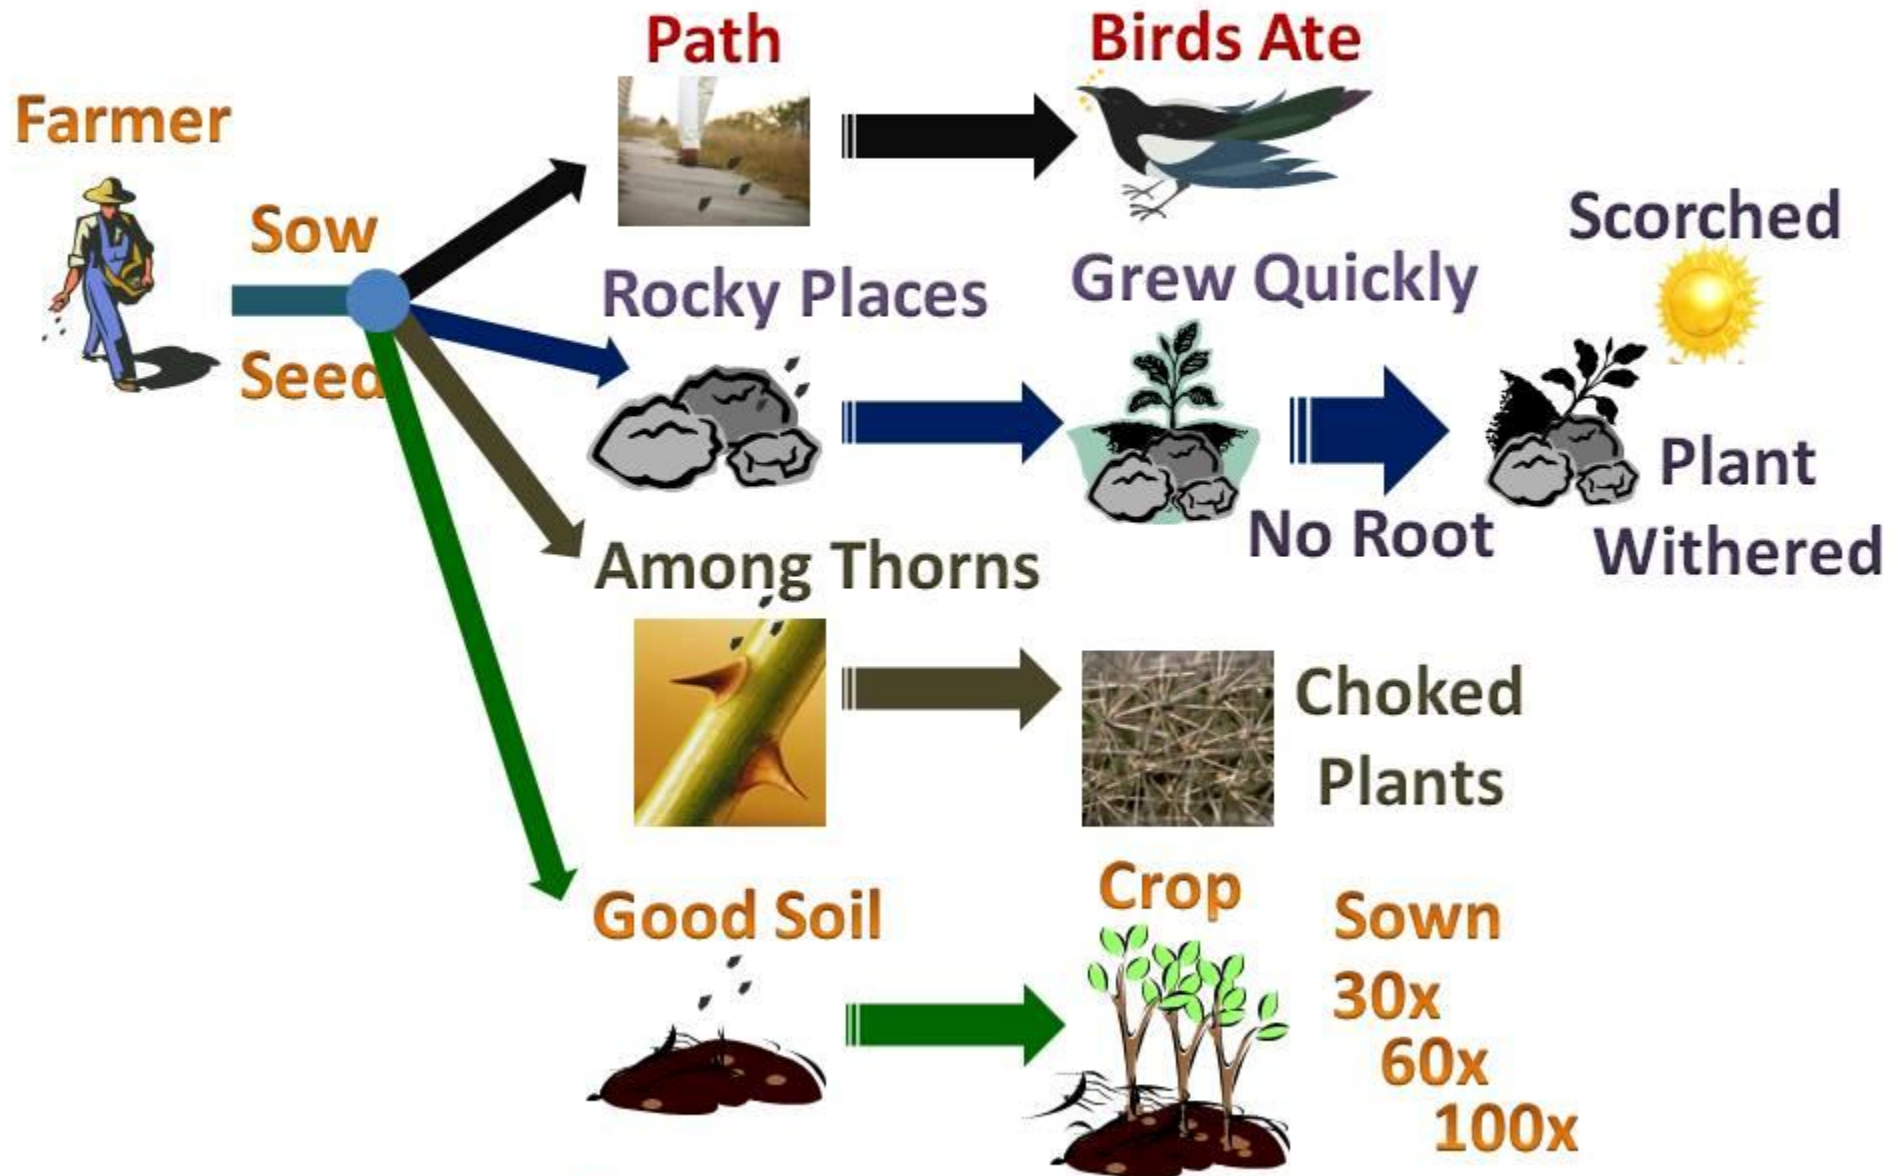 Farmer
Sow
Seed
Path
Birds Ate
Rocky Places
Grew Quickly
No Root
Scorched
Plant
Withered
Among Thorns
Choked
Plants
Good Soil
Crop
Sown
30x
60x
100x